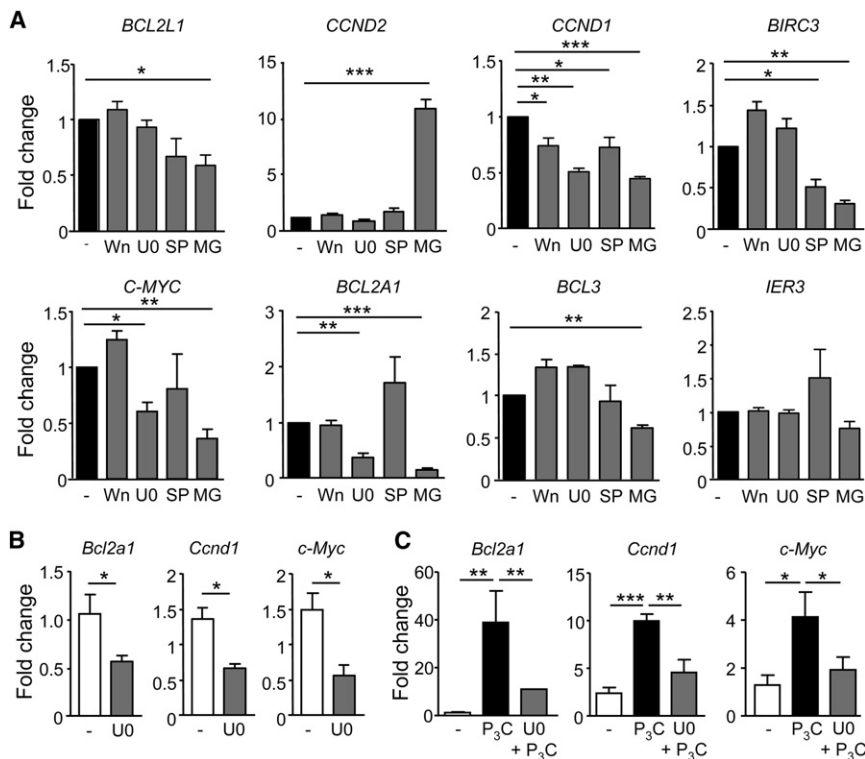 A
BCL2L1 CCND2 CCND1 BIRC3
Fold change
1.5
1
0.5
0
*
- Wn U0 SP MG
15
10
5
0
***
- Wn U0 SP MG
1.5
1
0.5
0
***
*
**
*
- Wn U0 SP MG
2
1.5
1
0.5
0
**
*
- Wn U0 SP MG
C-MYC BCL2A1 BCL3 IER3
Fold change
1.5
1
0.5
0
**
*
- Wn U0 SP MG
3
2
1
0
***
**
- Wn U0 SP MG
2
1.5
1
0.5
0
**
- Wn U0 SP MG
2.5
2
1.5
1
0.5
0
- Wn U0 SP MG
B
Bcl2a1 Ccnd1 c-Myc
Fold change
1.5
1.0
0.5
0
*
- U0
2
1.5
1
0.5
0
*
- U0
2
1.5
1
0.5
0
*
- U0
C
Bcl2a1 Ccnd1 c-Myc
Fold change
60
40
20
0
** **
- P3C U0
+ P3C
15
10
5
0
*** **
- P3C U0
+ P3C
6
4
2
0
* *
- P3C U0
+ P3C